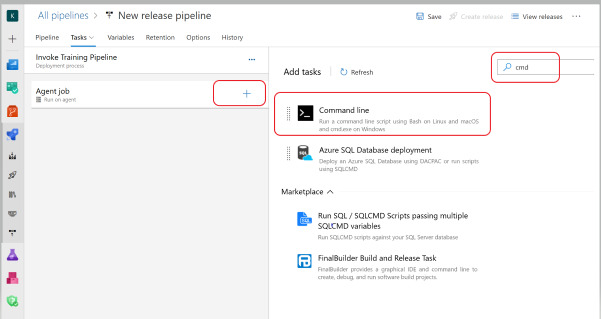 K
All pipelines > New release pipeline
Save
Create release
View releases
Pipeline
Tasks
Variables
Retention
Options
History
Invoke Training Pipeline
Deployment process
Agent job
Run on agent
Add tasks
Refresh
cmd
Command line
Run a command line script using Bash on Linux and macOS
and cmd.exe on Windows
Azure SQL Database deployment
Deploy an Azure SQL Database using DACPAC or run scripts
using SQLCMD
Marketplace
Run SQL / SQLCMD Scripts passing multiple
SQLCMD variables
Run SQLCMD scripts against your SQL Server database
FinalBuilder Build and Release Task
FinalBuilder provides a graphical IDE and command line to
create, debug, and run software build projects.